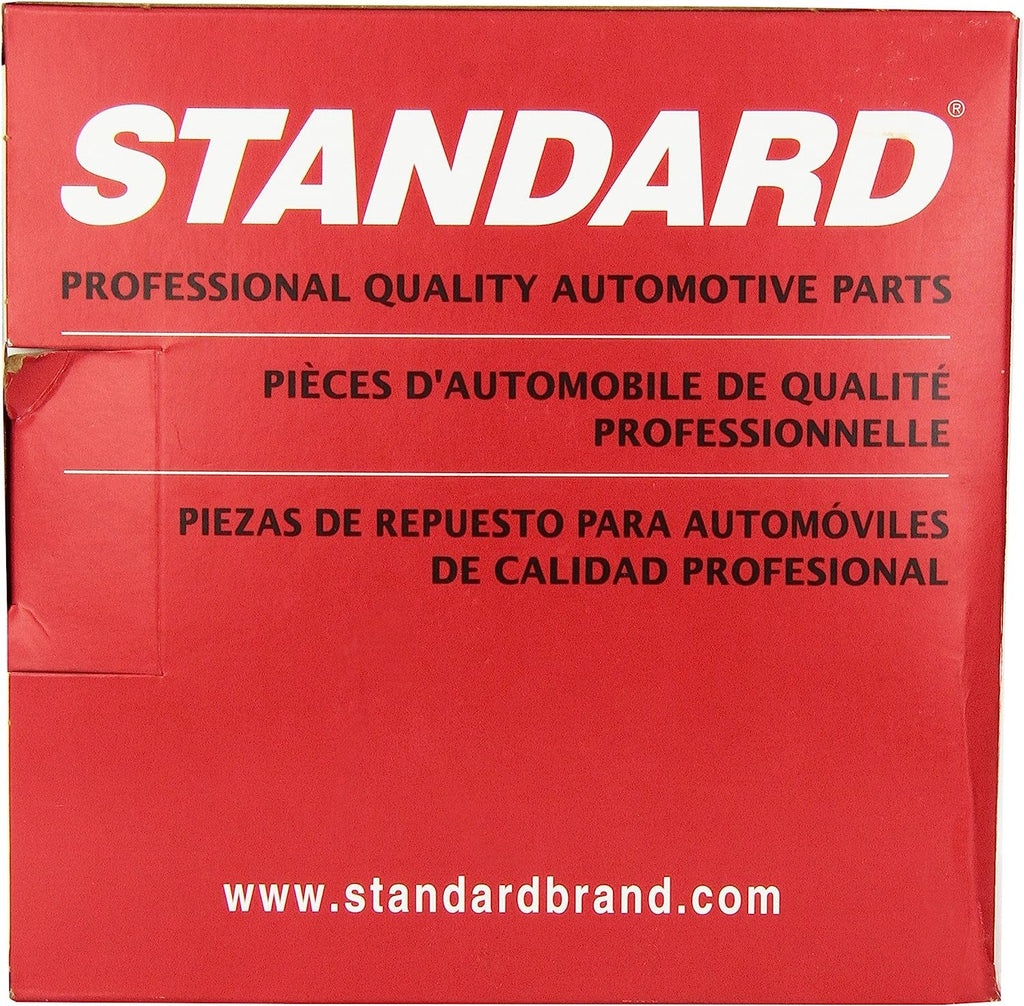 STANDARD®
PROFESSIONAL QUALITY AUTOMOTIVE PARTS
PIÈCES D'AUTOMOBILE DE QUALITÉ
PROFESSIONNELLE
PIEZAS DE REPUESTO PARA AUTOMÓVILES
DE CALIDAD PROFESIONAL
www.standardbrand.com